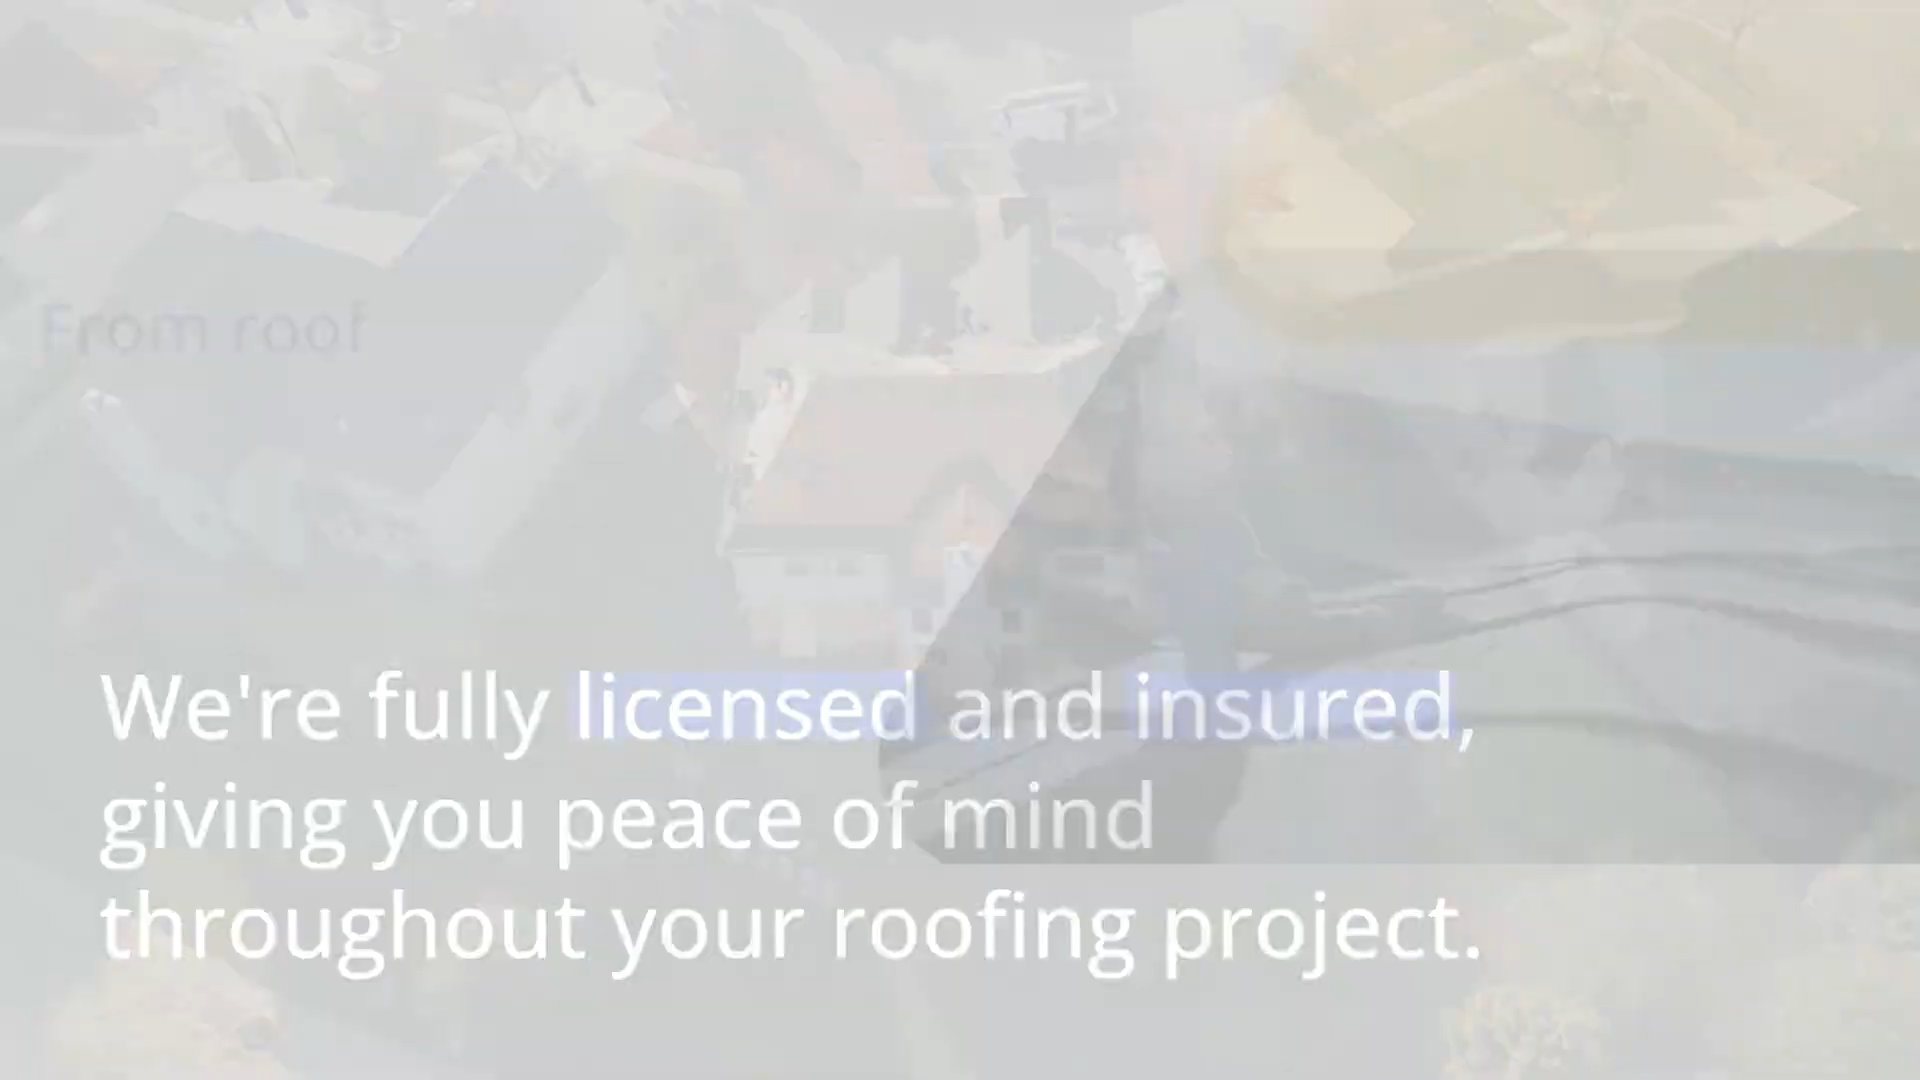 From roof
We're fully licensed and insured,
giving you peace of mind
throughout your roofing project.